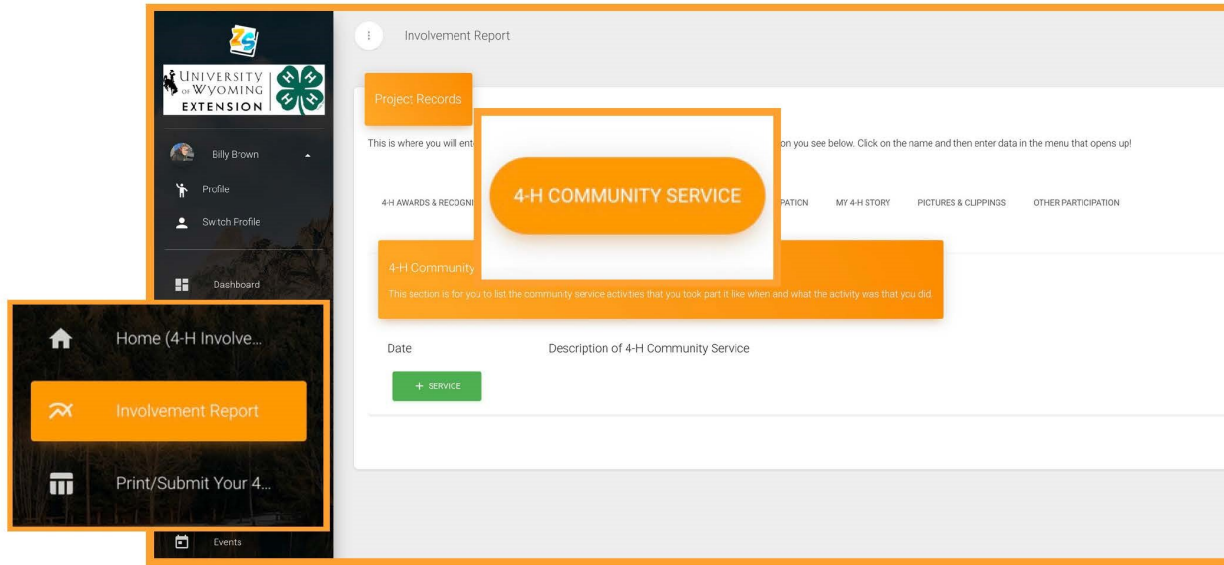 ZS
UNIVERSITY
OF WYOMING
EXTENSION
H H
H H
Billy Brown
Profile
Switch Profile
Dashboard
Home (4-H Involve...
Involvement Report
Print/Submit Your 4...
Events
Involvement Report
Project Records
This is where you will ent
on you see below. Click on the name and then enter data in the menu that opens up!
4-H AWARDS & RECOGNI
4-H COMMUNITY SERVICE
PATION MY 4-H STORY PICTURES & CLIPPINGS OTHER PARTICIPATION
4-H Community
This section is for you to list the community service activities that you took part it like when and what the activity was that you did.
Date Description of 4-H Community Service
+ SERVICE